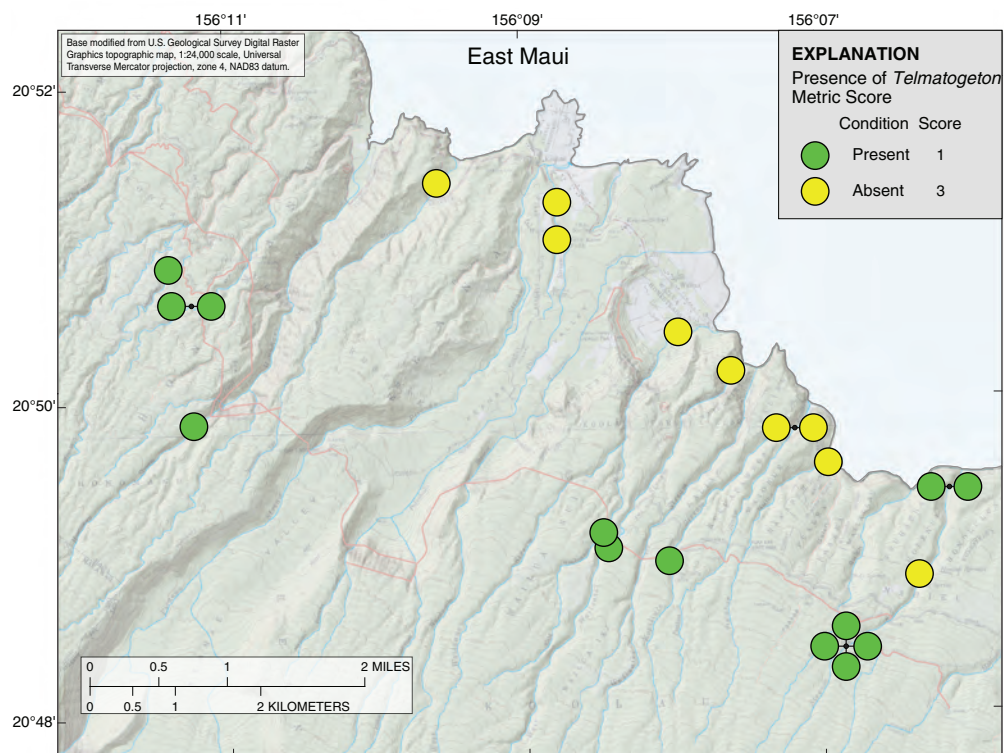 156°11' 156°09' 156°07'
Base modified from U.S. Geological Survey Digital Raster
Graphics topographic map, 1:24,000 scale, Universal
Transverse Mercator projection, zone 4, NAD83 datum.
East Maui
EXPLANATION
Presence of Telmatogeton
Metric Score
Condition Score
Present 1
Absent 3
20°52'
20°50'
20°48'
0 0.5 1 2 MILES
0 0.5 1 2 KILOMETERS